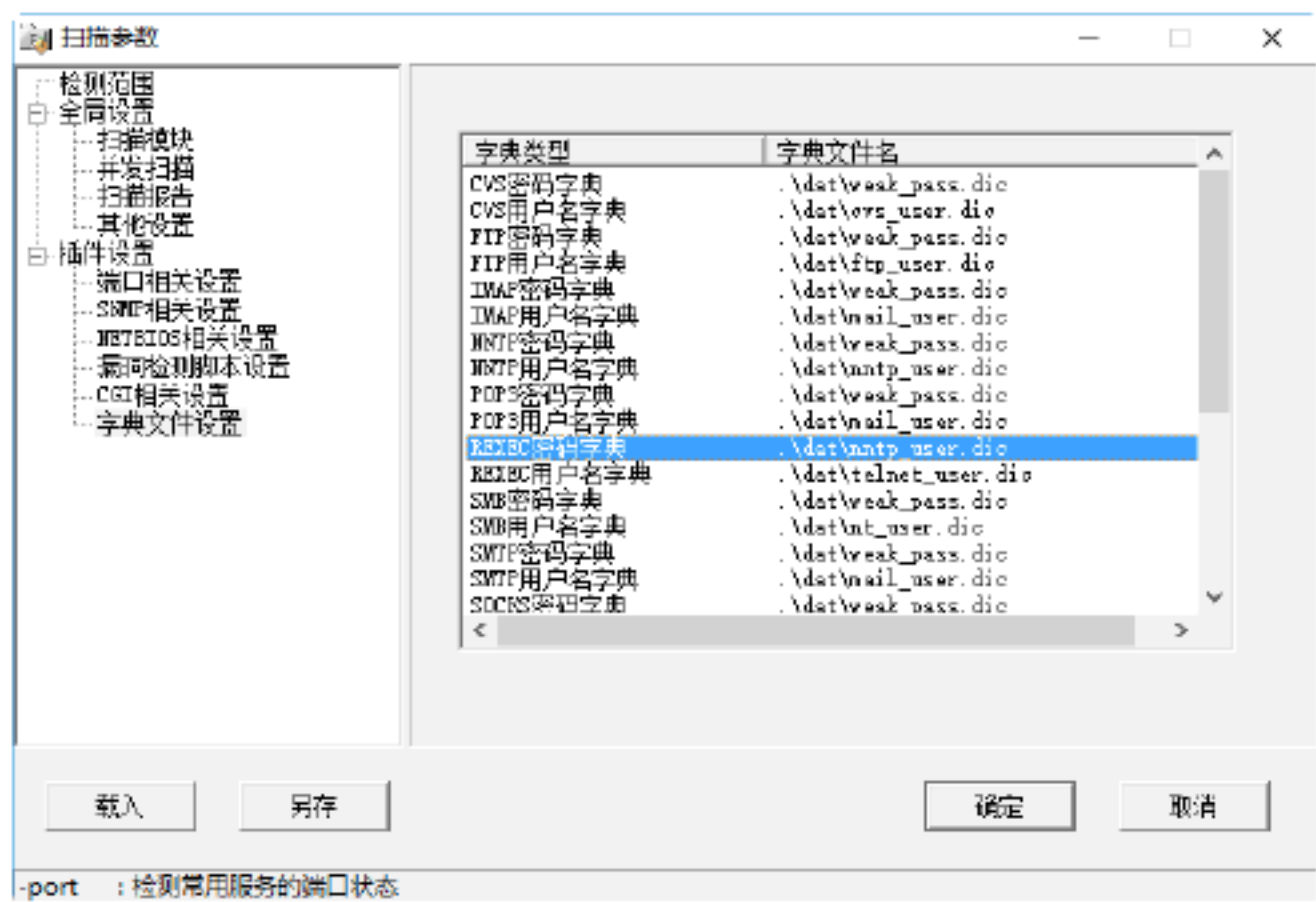 扫描参数
检测范围
全局设置
扫描模块
并发扫描
扫描报告
其他设置
插件设置
端口相关设置
SNMP相关设置
NETBIOS相关设置
漏洞检测脚本设置
CGI相关设置
字典文件设置
字典类型 字典文件名
CVS密码字典 .\dat\weak_pass.dic
CVS用户名字典 .\dat\cvs_user.dic
FTP密码字典 .\dat\weak_pass.dic
FTP用户名字典 .\dat\ftp_user.dic
IMAP密码字典 .\dat\weak_pass.dic
IMAP用户名字典 .\dat\mail_user.dic
NNTP密码字典 .\dat\weak_pass.dic
NNTP用户名字典 .\dat\nntp_user.dic
POP3密码字典 .\dat\weak_pass.dic
POP3用户名字典 .\dat\mail_user.dic
REXEC密码字典 .\dat\nntp_user.dic
REXEC用户名字典 .\dat\telnet_user.dic
SMB密码字典 .\dat\weak_pass.dic
SMB用户名字典 .\dat\nt_user.dic
SMTP密码字典 .\dat\weak_pass.dic
SMTP用户名字典 .\dat\mail_user.dic
SOCKS密码字典 .\dat\weak_pass.dic
载入 另存 确定 取消
-port : 检测常用服务的端口状态